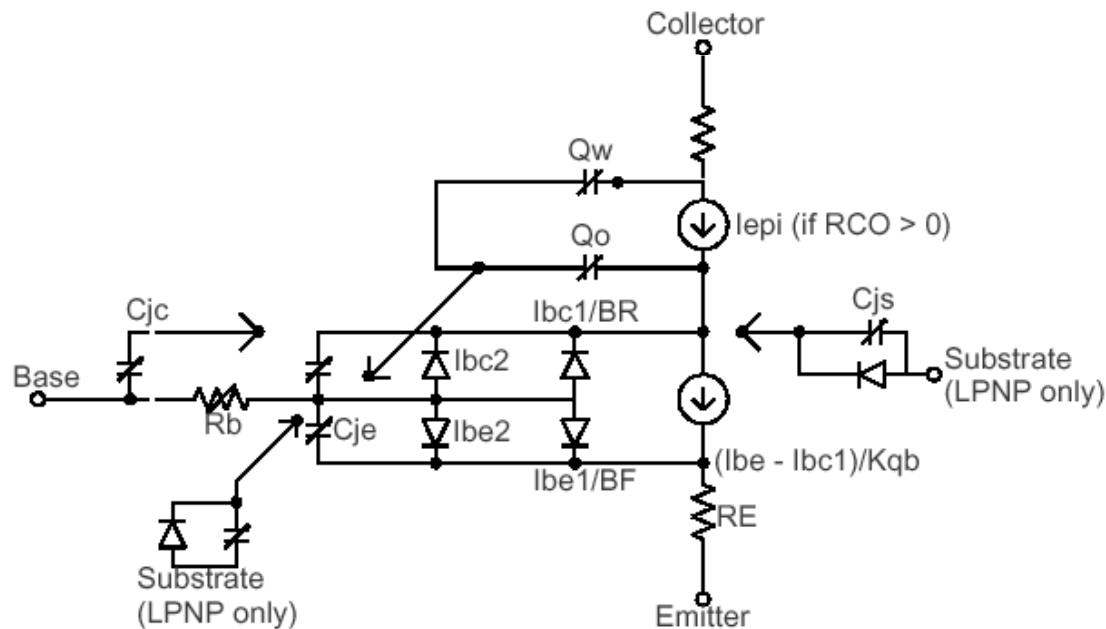 Collector
Qw
Iepi (if RCO > 0)
Qo
Cjc
Ibc1/BR
Cjs
Ibc2
Base
Substrate
(LPNP only)
Rb
Cje
Ibe2
(Ibe - Ibc1)/Kqb
Ibe1/BF
RE
Substrate
(LPNP only)
Emitter